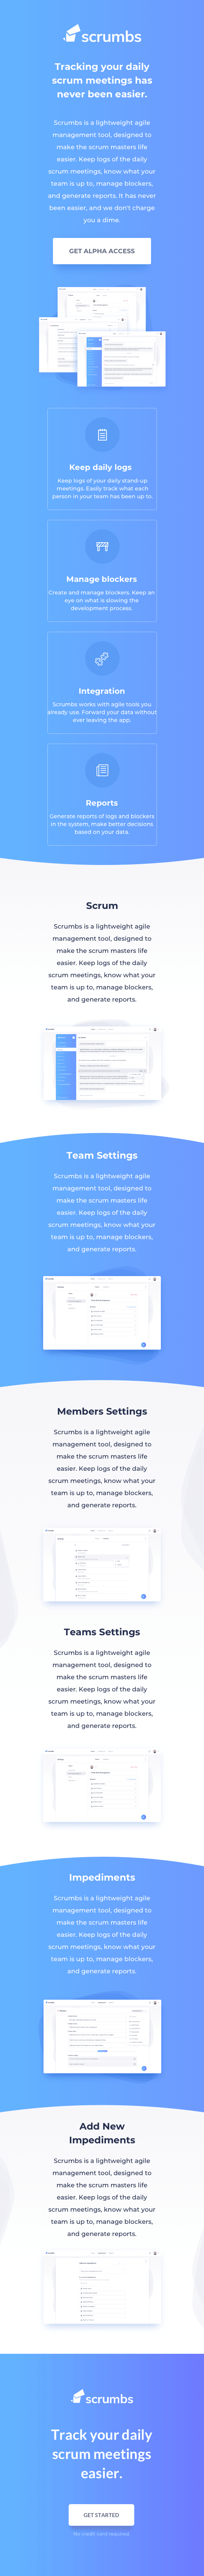 scrumbs
Tracking your daily
scrum meetings has
never been easier.
Scrumbs is a lightweight agile
management tool, designed to
make the scrum masters life
easier. Keep logs of the daily
scrum meetings, know what your
team is up to, manage blockers,
and generate reports. It has never
been easier, and we don't charge
you a dime.
GET ALPHA ACCESS
Keep daily logs
Keep logs of your daily stand-up
meetings. Easily track what each
person in your team has been up to.
Manage blockers
Create and manage blockers. Keep an
eye on what is slowing the
development process.
Integration
Scrumbs works with agile tools you
already use. Forward your data without
ever leaving the app.
Reports
Generate reports of logs and blockers
in the system, make better decisions
based on your data.
Scrum
Scrumbs is a lightweight agile
management tool, designed to
make the scrum masters life
easier. Keep logs of the daily
scrum meetings, know what your
team is up to, manage blockers,
and generate reports.
Team Settings
Scrumbs is a lightweight agile
management tool, designed to
make the scrum masters life
easier. Keep logs of the daily
scrum meetings, know what your
team is up to, manage blockers,
and generate reports.
Members Settings
Scrumbs is a lightweight agile
management tool, designed to
make the scrum masters life
easier. Keep logs of the daily
scrum meetings, know what your
team is up to, manage blockers,
and generate reports.
Teams Settings
Scrumbs is a lightweight agile
management tool, designed to
make the scrum masters life
easier. Keep logs of the daily
scrum meetings, know what your
team is up to, manage blockers,
and generate reports.
Impediments
Scrumbs is a lightweight agile
management tool, designed to
make the scrum masters life
easier. Keep logs of the daily
scrum meetings, know what your
team is up to, manage blockers,
and generate reports.
Add New
Impediments
Scrumbs is a lightweight agile
management tool, designed to
make the scrum masters life
easier. Keep logs of the daily
scrum meetings, know what your
team is up to, manage blockers,
and generate reports.
scrumbs
Track your daily
scrum meetings
easier.
GET STARTED
No credit card required.